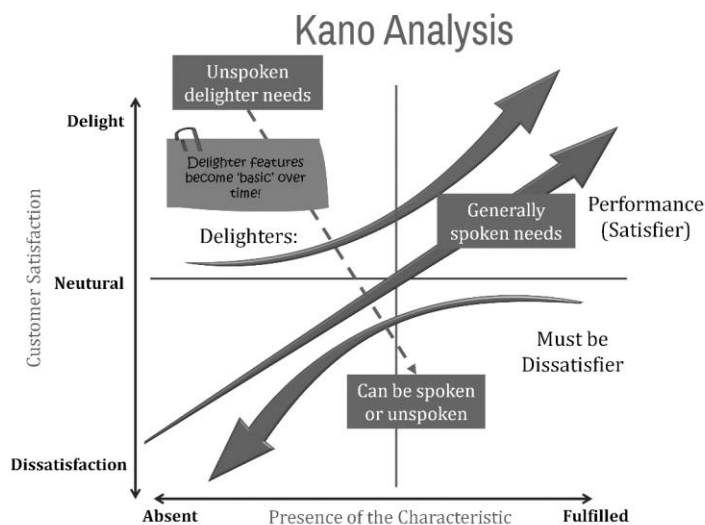 Kano Analysis
Unspoken
delighter needs
Delight
Delighter features
become 'basic' over
time!
Delighters:
Generally
spoken needs
Performance
(Satisfier)
Customer Satisfaction
Neutural
Must be
Dissatisfier
Can be spoken
or unspoken
Dissatisfaction
Absent
Presence of the Characteristic
Fulfilled